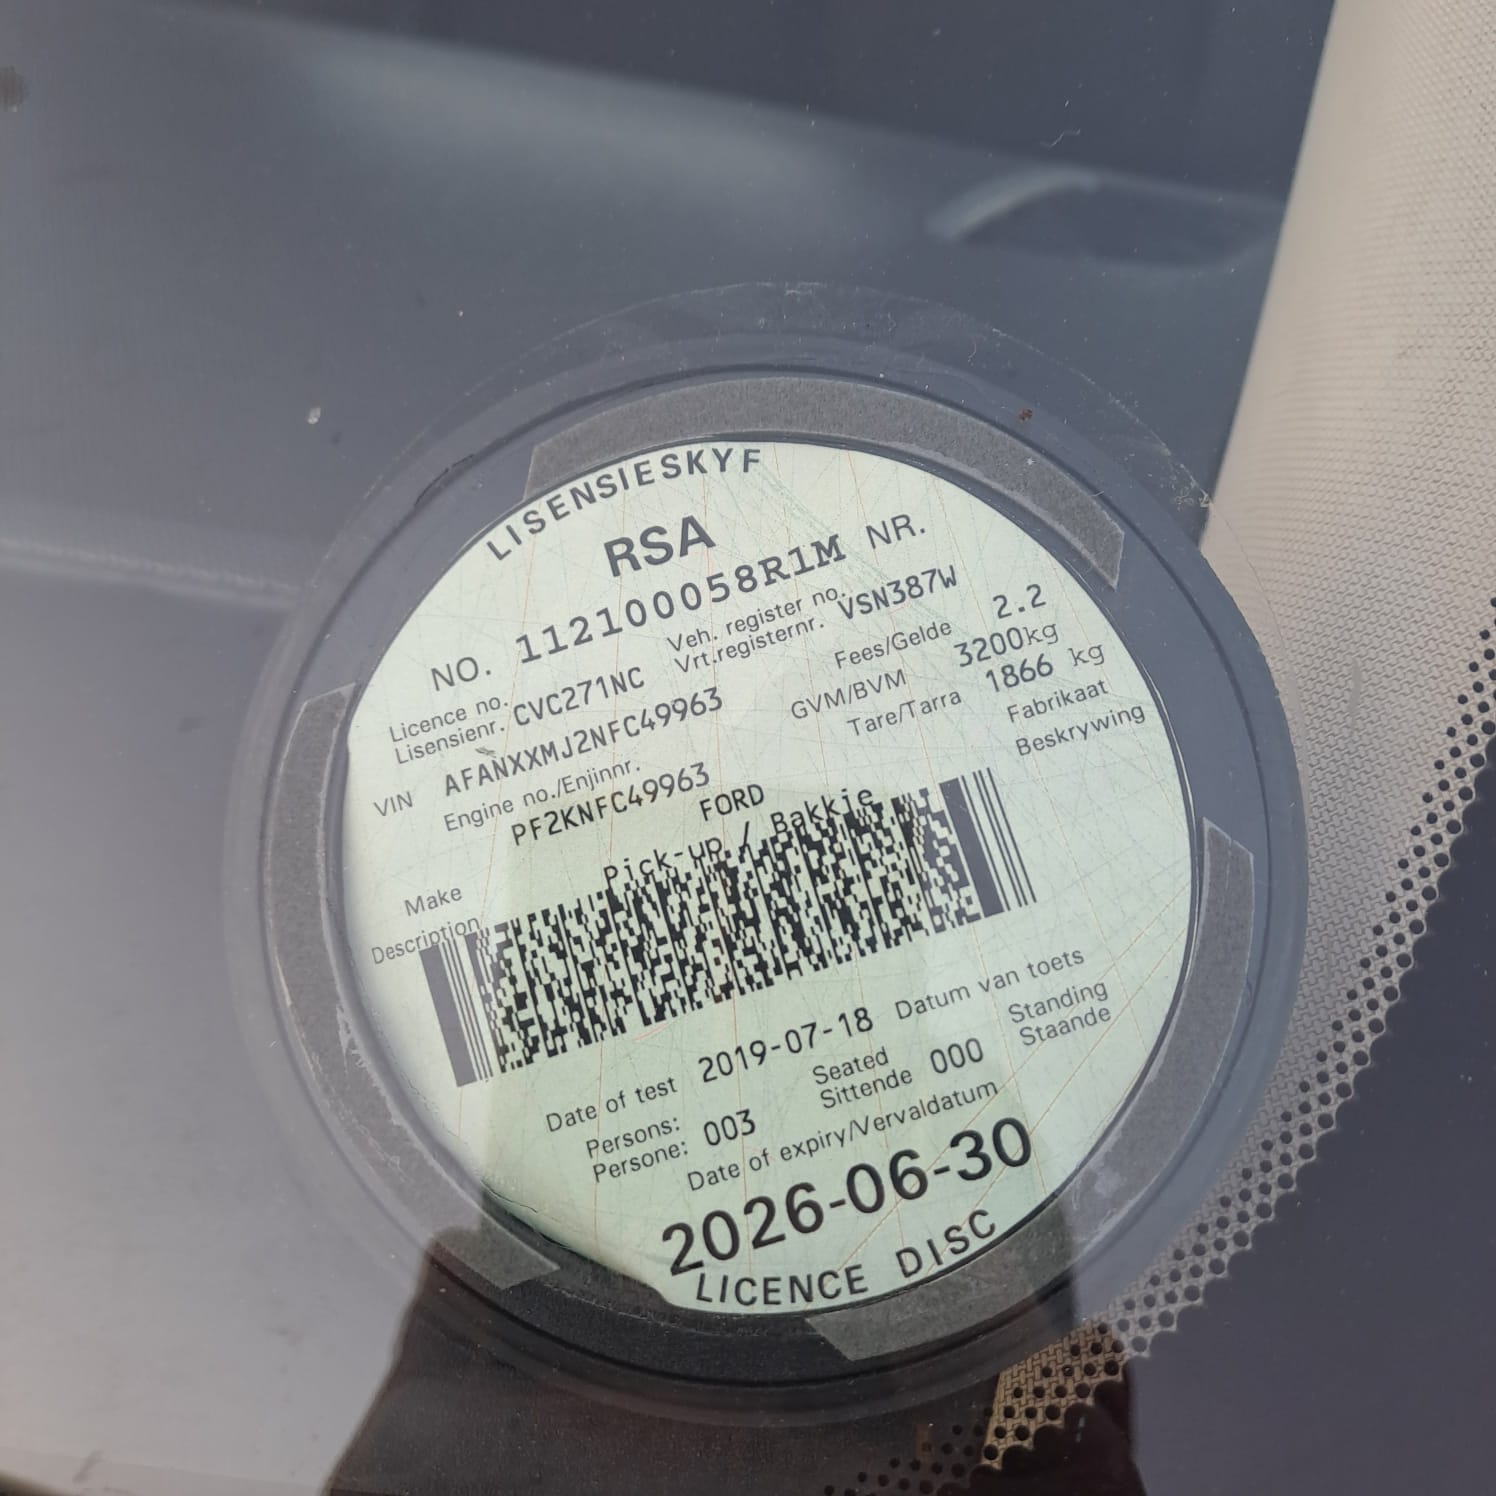 LISENSIESKYF
RSA
NO. 112100058R1M NR.
Licence no. Veh. register no.
Lisensienr. CVC271NC Vrt.registernr. VSN387W
VIN AFANXXMJ2NFC49963 Fees/Gelde 2.2
Engine no./Enjinnr. GVM/BVM 3200kg
PF2KNFC49963 Tare/Tarra 1866 kg
Make FORD Fabrikaat
Description Pick-up / Bakkie Beskrywing
Date of test 2019-07-18 Datum van toets
Persons: Seated Standing
Persone: 003 Sittende 000 Staande
Date of expiry/Vervaldatum
2026-06-30
LICENCE DISC